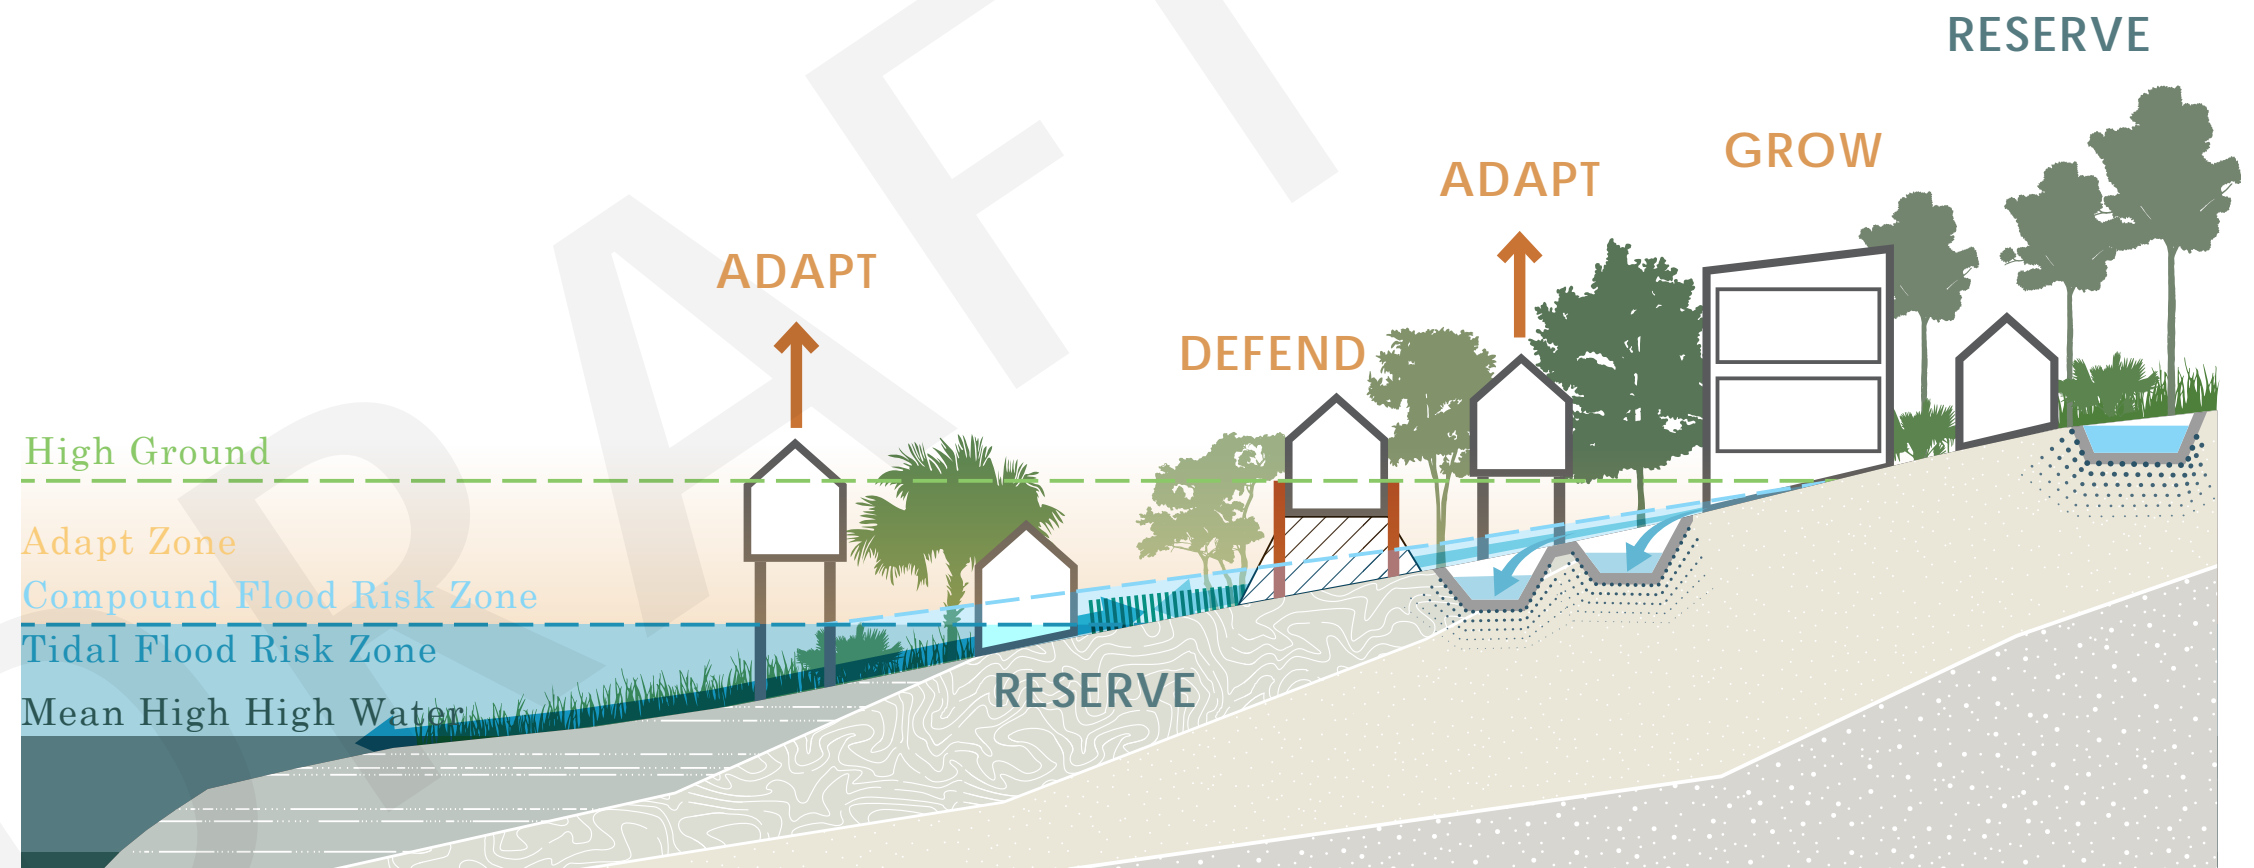 RESERVE
GROW
ADAPT
ADAPT
DEFEND
High Ground
Adapt Zone
Compound Flood Risk Zone
Tidal Flood Risk Zone
RESERVE
Mean High High Water
DRAFT